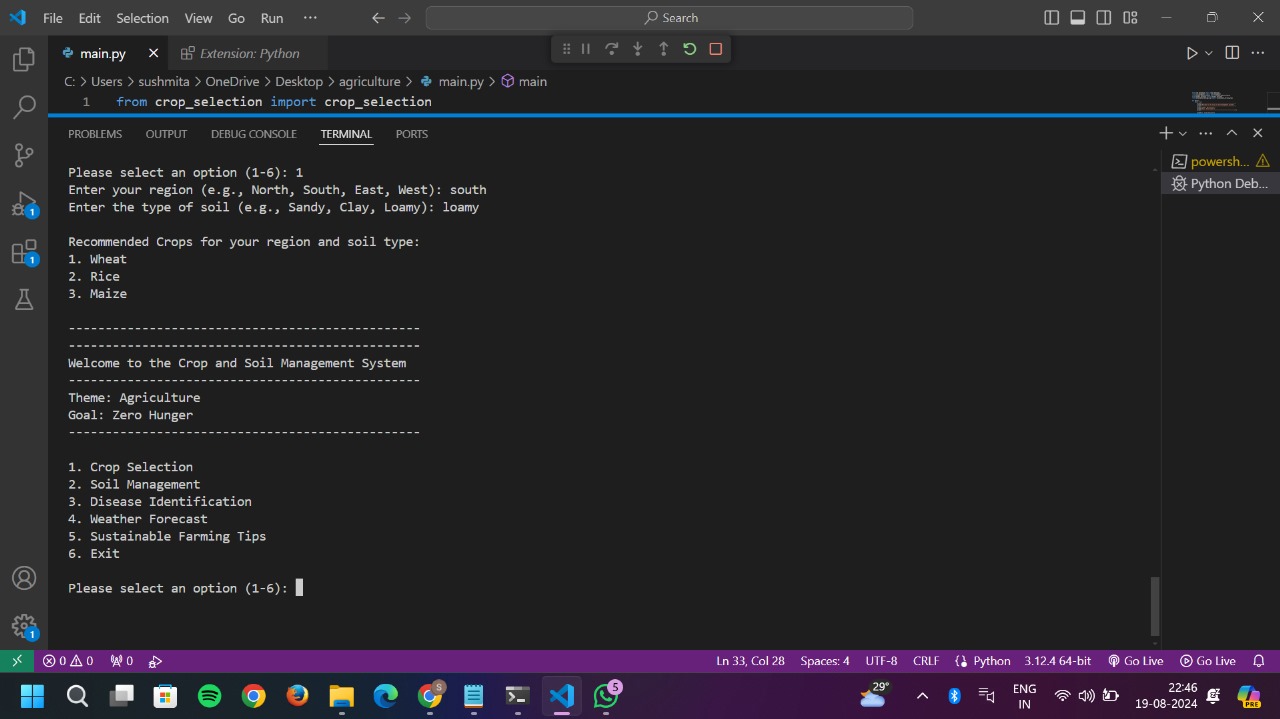 File Edit Selection View Go Run ··· Search
main.py Extension: Python
C: > Users > sushmita > OneDrive > Desktop > agriculture > main.py > main
1 from crop_selection import crop_selection
PROBLEMS OUTPUT DEBUG CONSOLE TERMINAL PORTS
powersh...
Python Deb...
Please select an option (1-6): 1
Enter your region (e.g., North, South, East, West): south
Enter the type of soil (e.g., Sandy, Clay, Loamy): loamy
Recommended Crops for your region and soil type:
1. Wheat
2. Rice
3. Maize
------------------------------------------------
------------------------------------------------
Welcome to the Crop and Soil Management System
------------------------------------------------
Theme: Agriculture
Goal: Zero Hunger
------------------------------------------------
1. Crop Selection
2. Soil Management
3. Disease Identification
4. Weather Forecast
5. Sustainable Farming Tips
6. Exit
Please select an option (1-6):
1
1
1
0 0 0 Ln 33, Col 28 Spaces: 4 UTF-8 CRLF Python 3.12.4 64-bit Go Live Go Live
S 5 29° ENG IN 22:46 19-08-2024 PRE